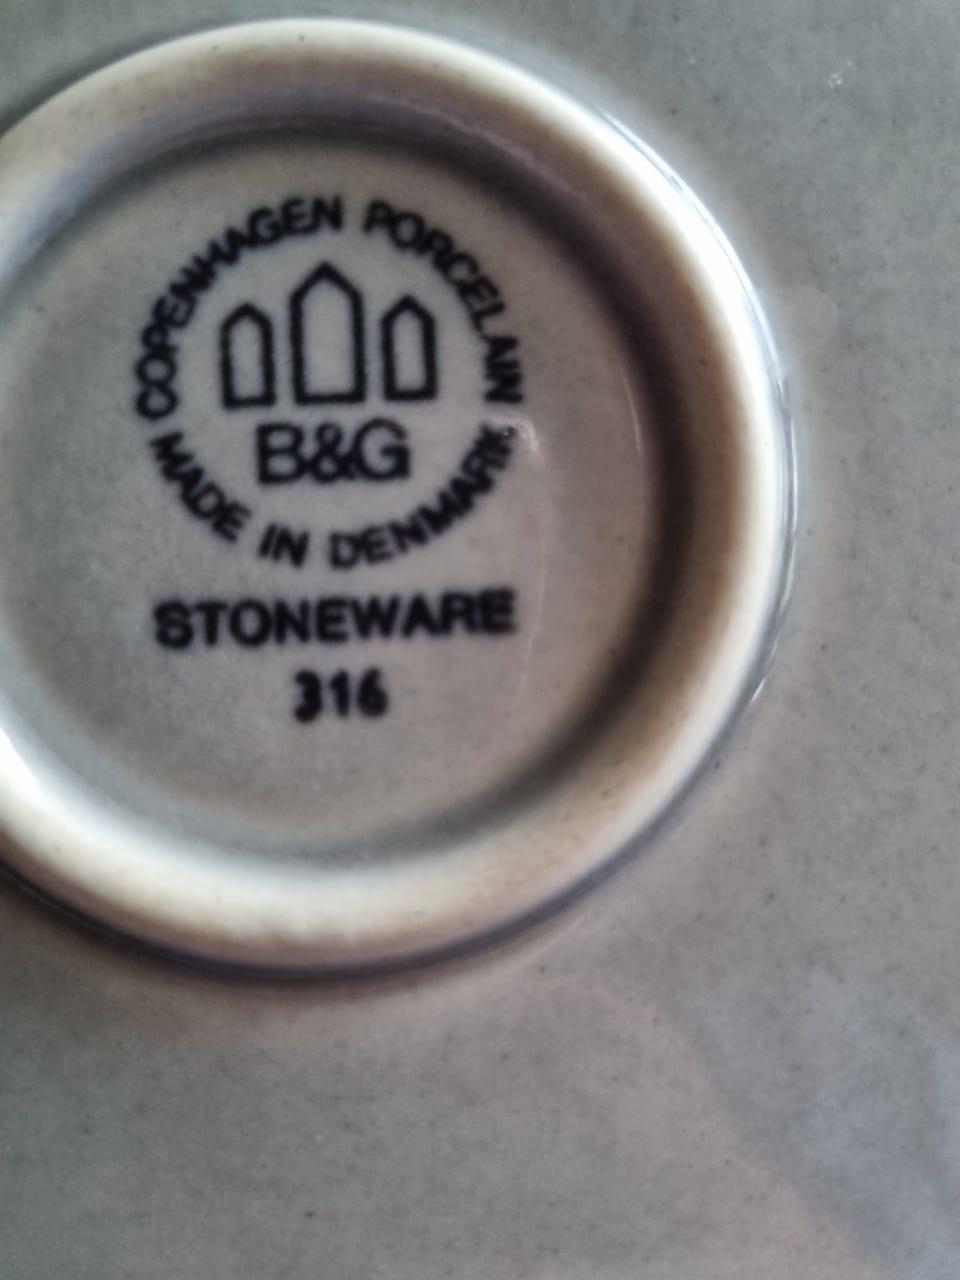 COPENHAGEN PORCELAIN
B&G
MADE IN DENMARK
STONEWARE
316